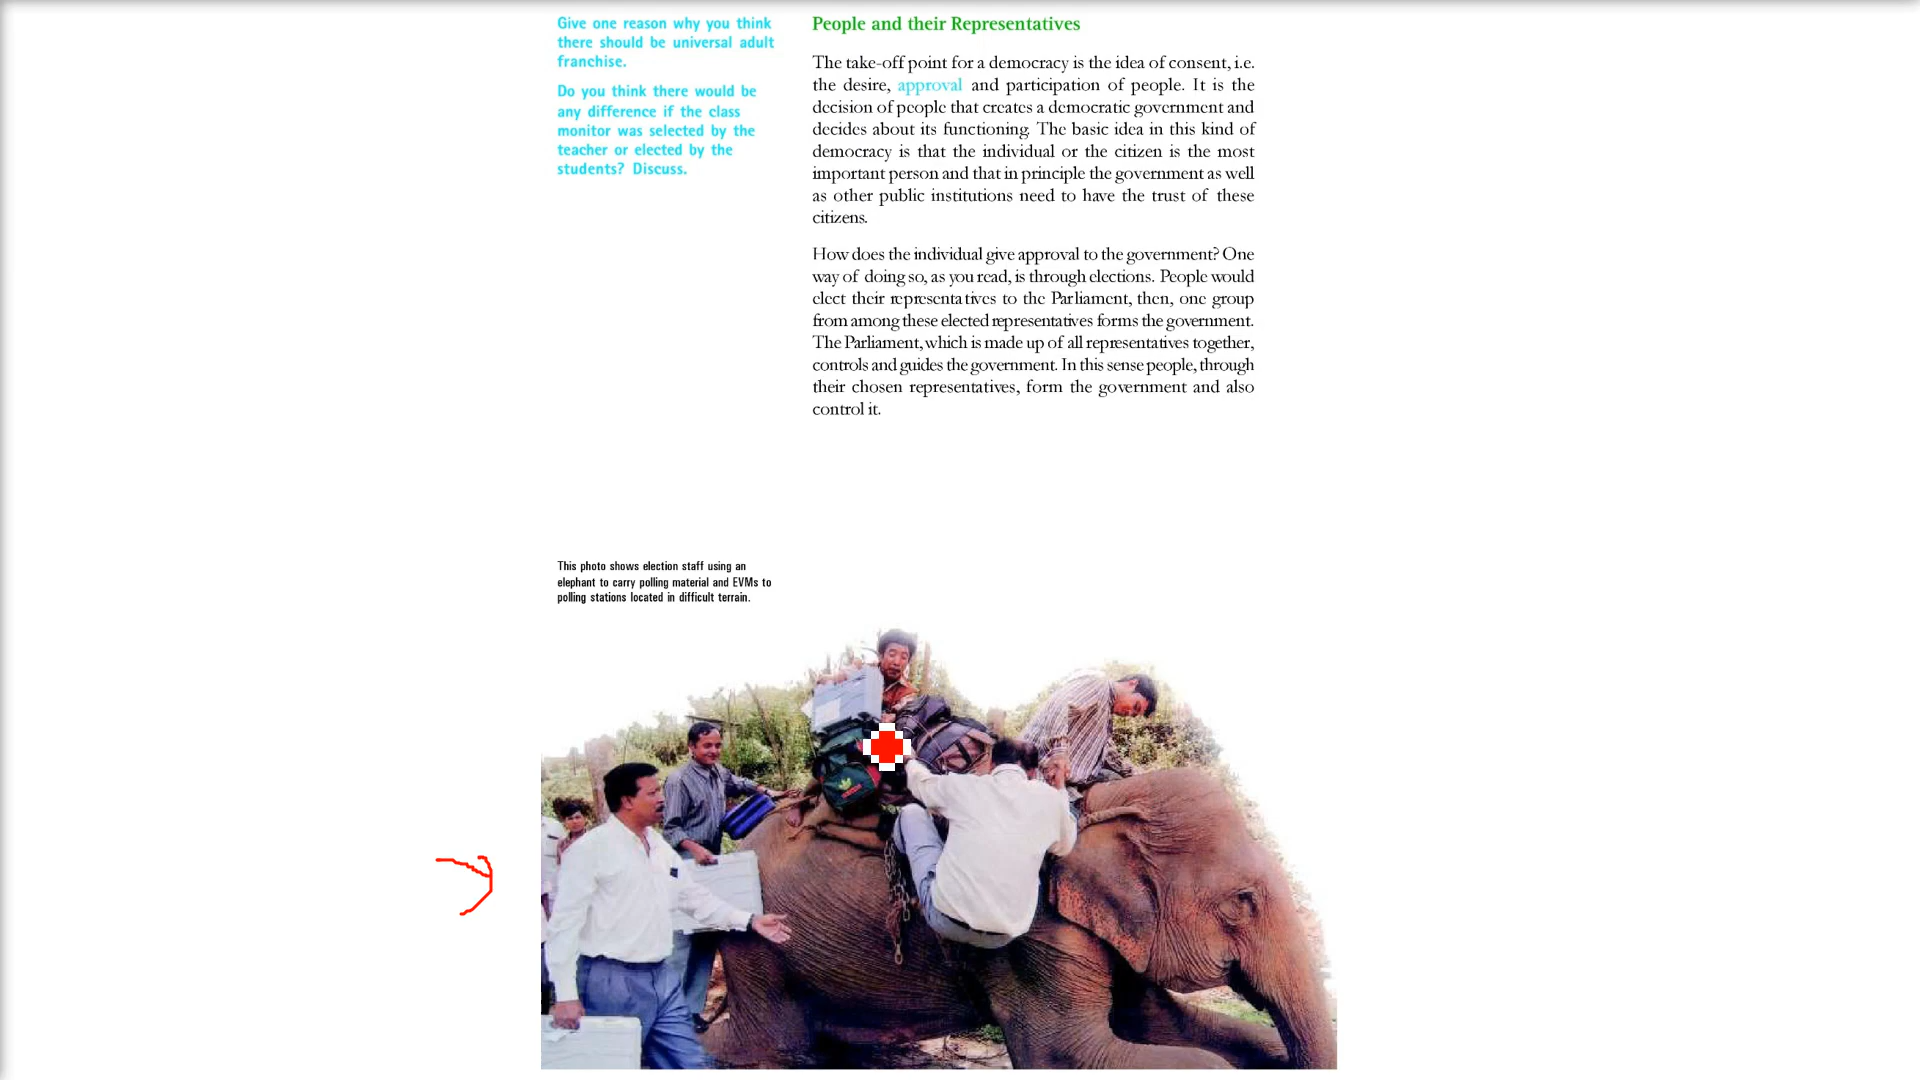 Give one reason why you think
there should be universal adult
franchise.
Do you think there would be
any difference if the class
monitor was selected by the
teacher or elected by the
students? Discuss.
People and their Representatives
The take-off point for a democracy is the idea of consent, i.e.
the desire, approval and participation of people. It is the
decision of people that creates a democratic government and
decides about its functioning. The basic idea in this kind of
democracy is that the individual or the citizen is the most
important person and that in principle the government as well
as other public institutions need to have the trust of these
citizens.
How does the individual give approval to the government? One
way of doing so, as you read, is through elections. People would
elect their representatives to the Parliament, then, one group
from among these elected representatives forms the government.
The Parliament, which is made up of all representatives together,
controls and guides the government. In this sense people, through
their chosen representatives, form the government and also
control it.
This photo shows election staff using an
elephant to carry polling material and EVMs to
polling stations located in difficult terrain.